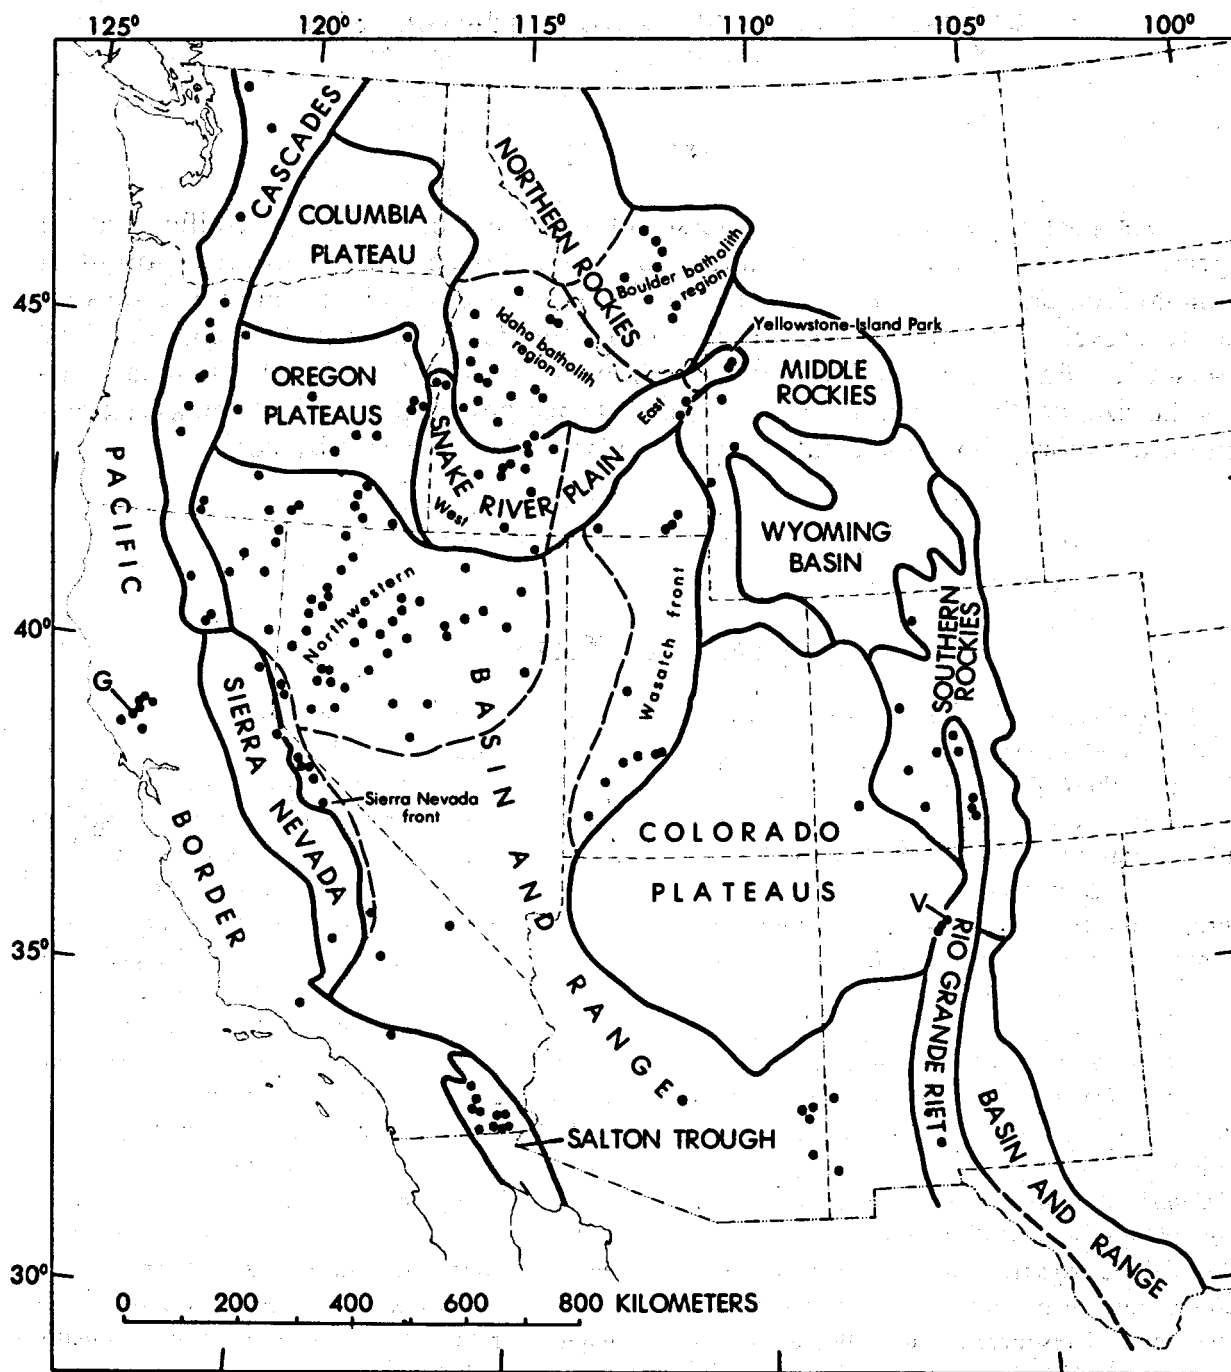 125° 120° 115° 110° 105° 100°
CASCADES
COLUMBIA
PLATEAU
NORTHERN ROCKIES
Boulder batholith
region
45°
Idaho batholith
region
Yellowstone-Island Park
OREGON
PLATEAUS
MIDDLE
ROCKIES
East
SNAKE
RIVER PLAIN
West
PACIFIC
BORDER
WYOMING
BASIN
Northwestern
Wasatch front
40°
SOUTHERN
ROCKIES
G
SIERRA
NEVADA
BASIN AND RANGE
Sierra Nevada
front
COLORADO
PLATEAUS
V
RIO GRANDE RIFT
35°
SALTON TROUGH
BASIN AND RANGE
30°
0 200 400 600 800 KILOMETERS